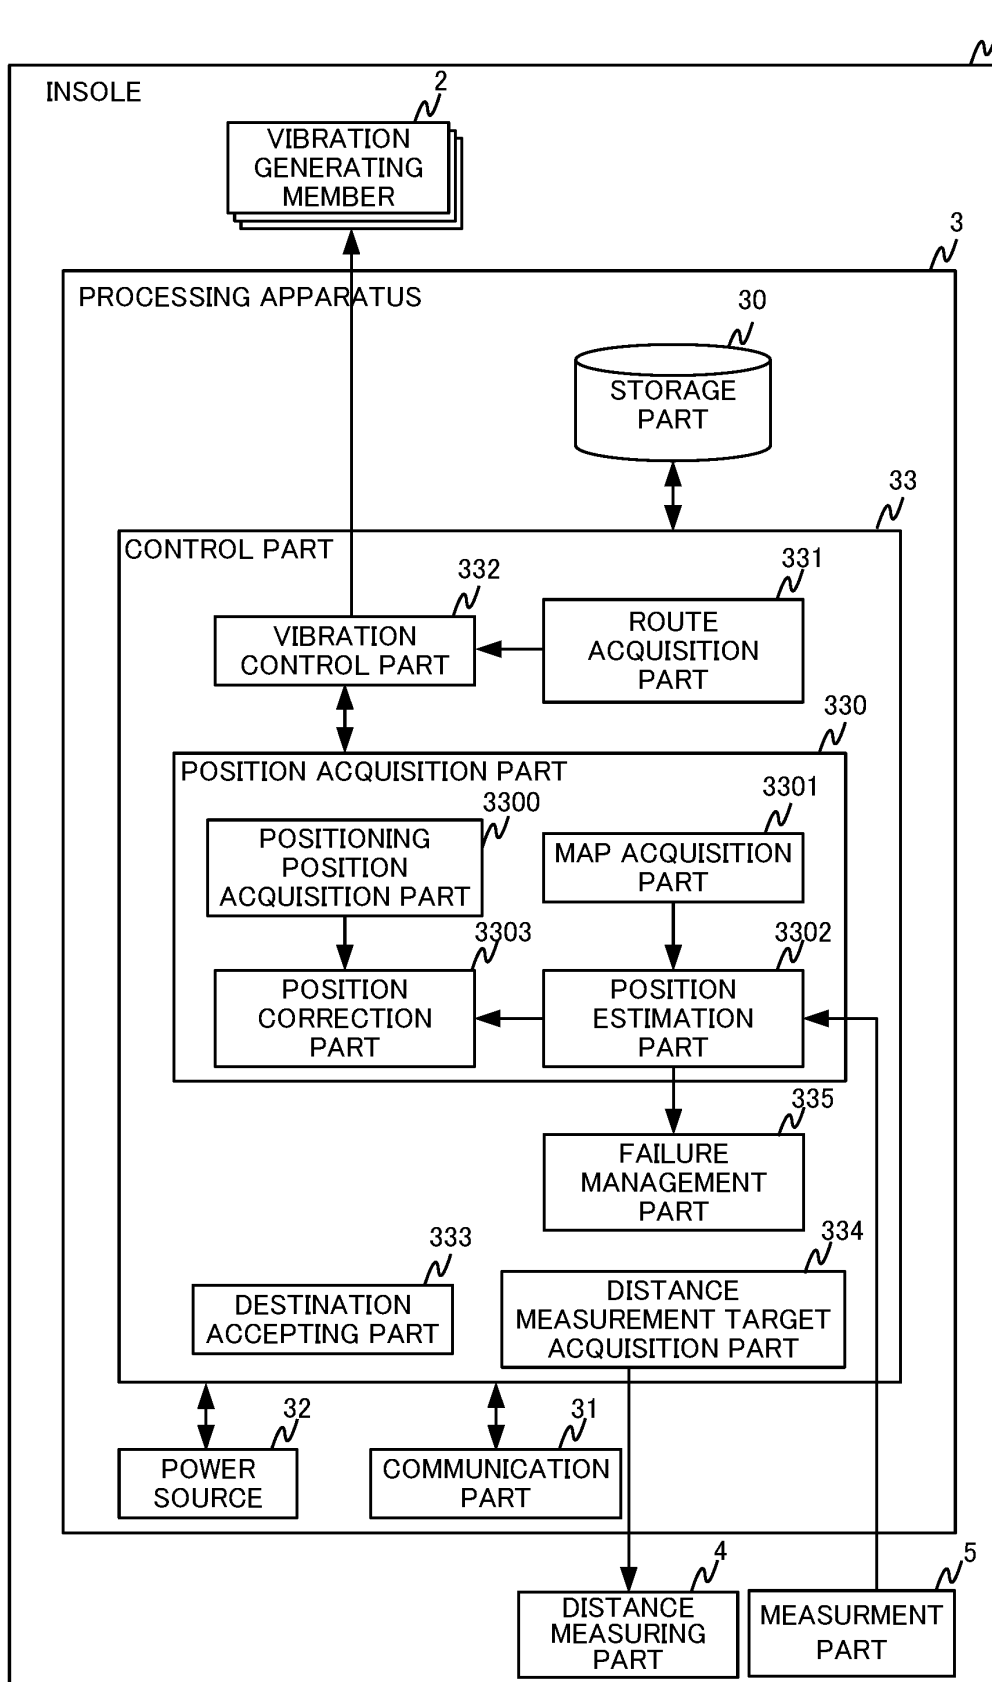 INSOLE
2
VIBRATION
GENERATING
MEMBER
3
PROCESSING APPARATUS
30
STORAGE
PART
33
CONTROL PART
332
VIBRATION
CONTROL PART
331
ROUTE
ACQUISITION
PART
330
POSITION ACQUISITION PART
3300
POSITIONING
POSITION
ACQUISITION PART
3301
MAP ACQUISITION
PART
3303
POSITION
CORRECTION
PART
3302
POSITION
ESTIMATION
PART
335
FAILURE
MANAGEMENT
PART
333
DESTINATION
ACCEPTING PART
334
DISTANCE
MEASUREMENT TARGET
ACQUISITION PART
32
POWER
SOURCE
31
COMMUNICATION
PART
4
DISTANCE
MEASURING
PART
5
MEASURMENT
PART